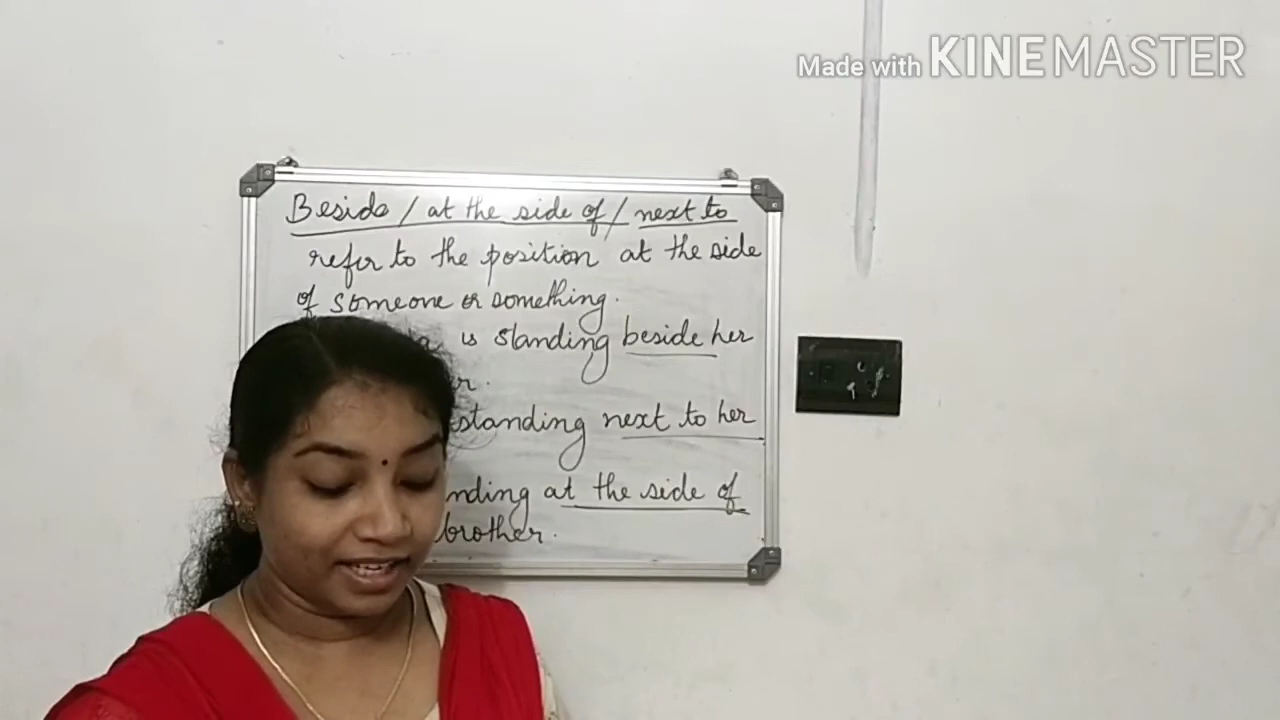 Made with KINEMASTER
Beside / at the side of / next to
refer to the position at the side
of someone or something.
is standing beside her
standing next to her
at the side of
brother.